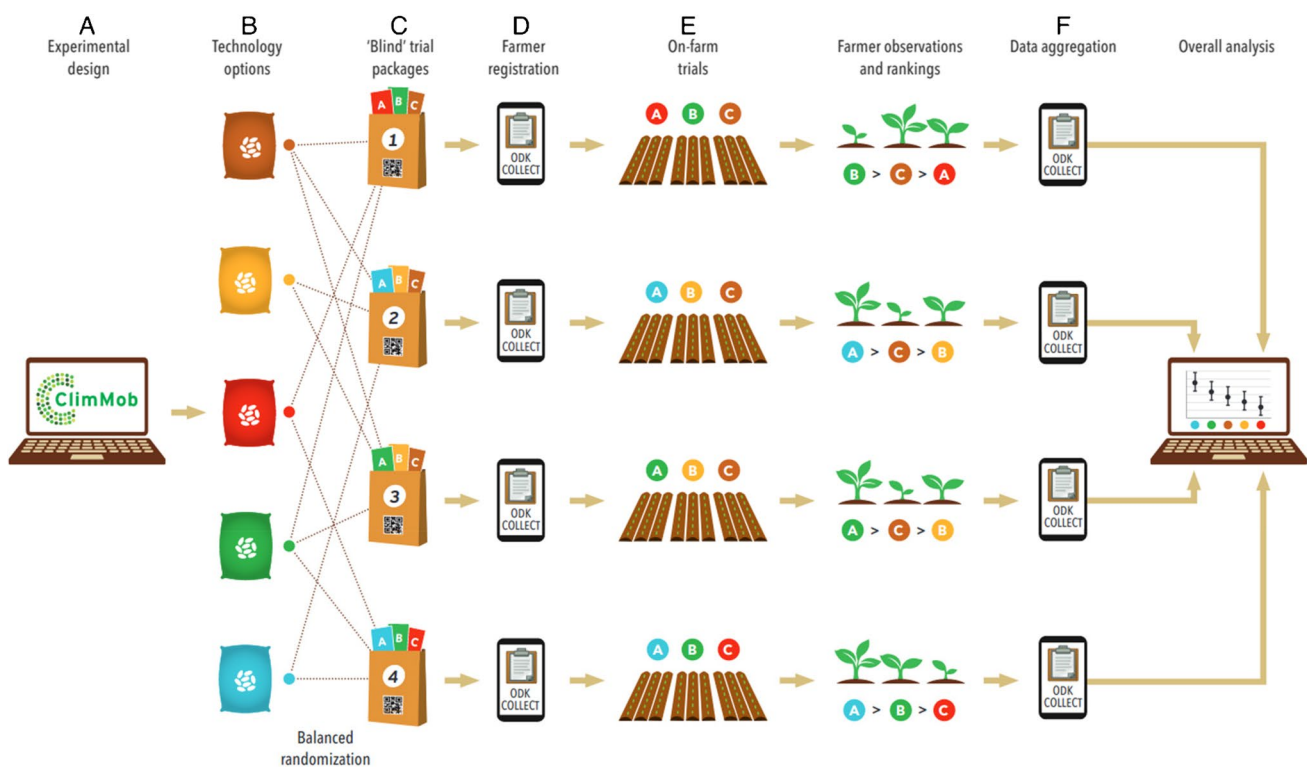 A
B
C
D
E
F
Experimental
design
Technology
options
'Blind' trial
packages
Farmer
registration
On-farm
trials
Farmer observations
and rankings
Data aggregation
Overall analysis
A B C
1
ODK
COLLECT
A B C
B > C > A
ODK
COLLECT
A B C
2
ODK
COLLECT
A B C
A > C > B
ODK
COLLECT
ClimMob
A B C
3
ODK
COLLECT
A B C
A > C > B
ODK
COLLECT
A B C
4
ODK
COLLECT
A B C
A > B > C
ODK
COLLECT
Balanced
randomization